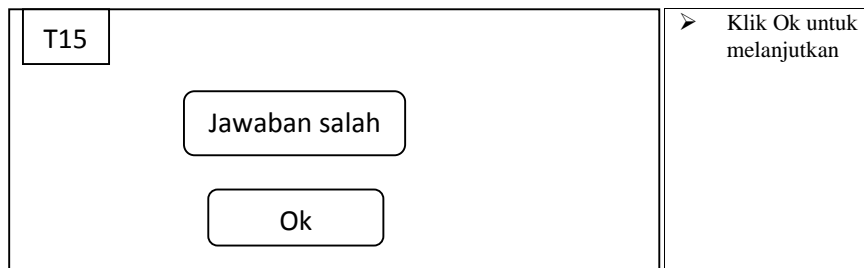 T15
Jawaban salah
Ok
➢ Klik Ok untuk
melanjutkan